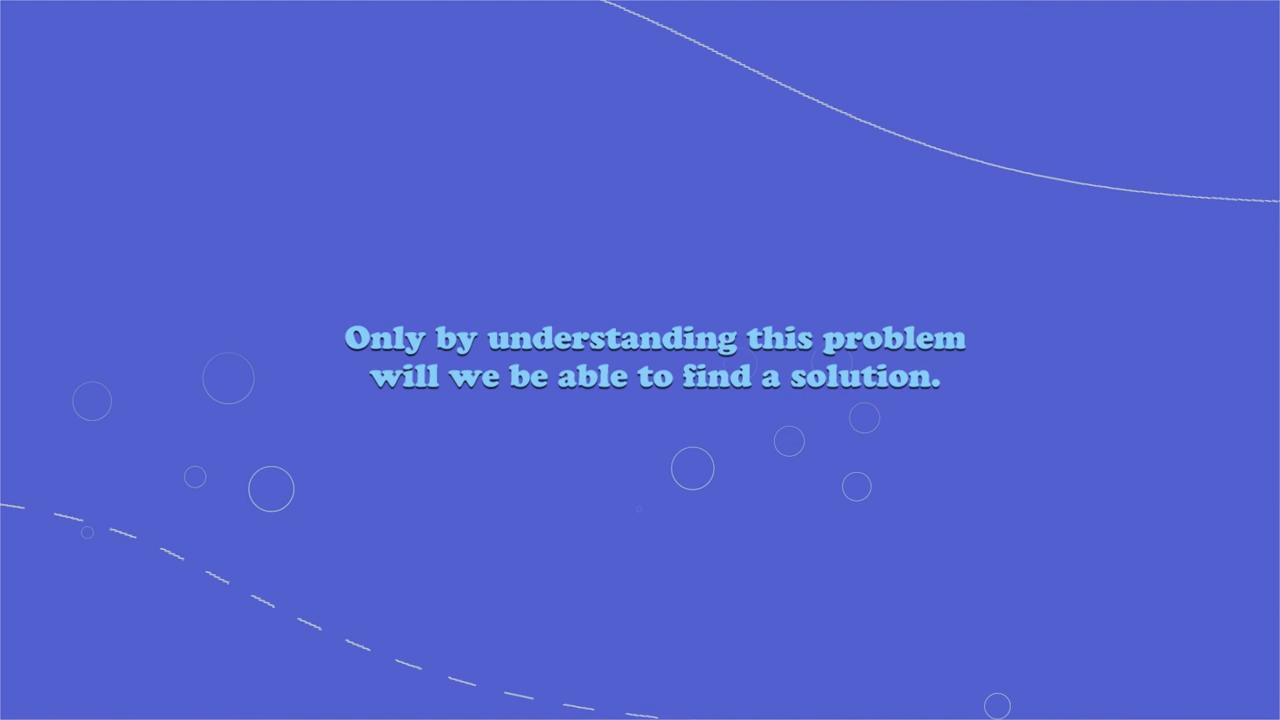 Only by understanding this problem
will we be able to find a solution.